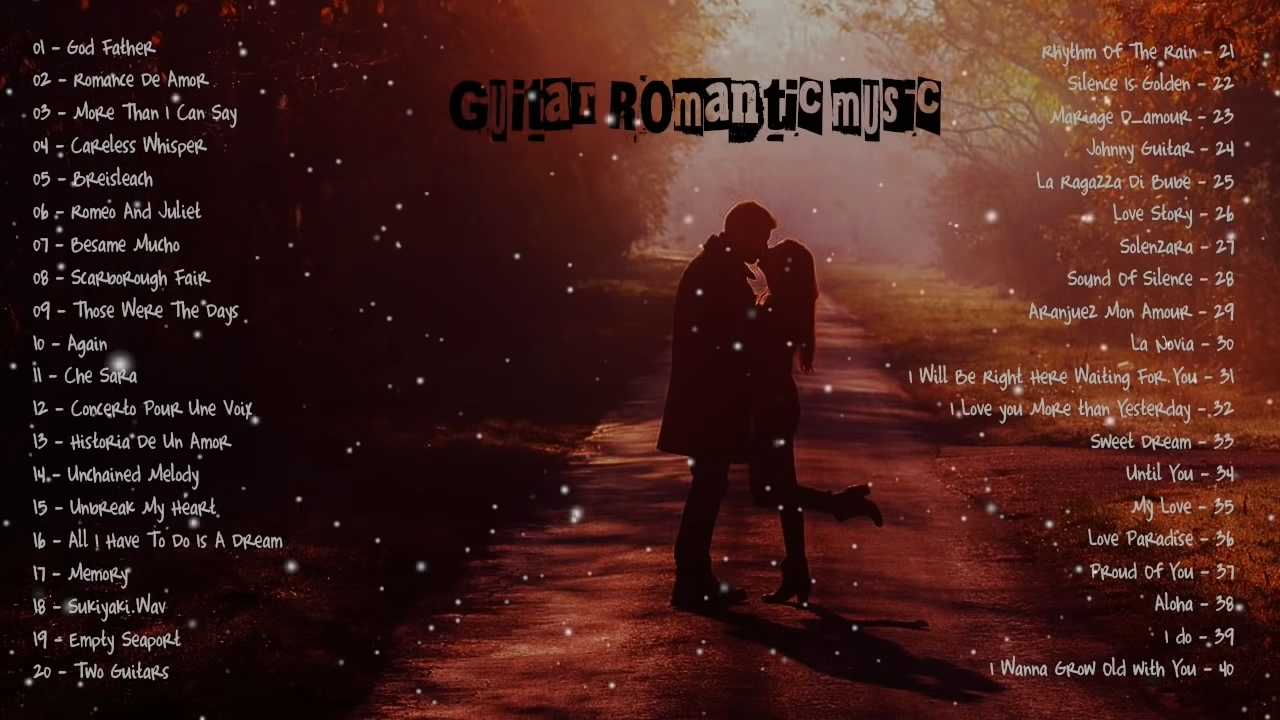 Guitar Romantic music
01 - God Father
02 - Romance De Amor
03 - More Than I Can Say
04 - Careless Whisper
05 - Breisleach
06 - Romeo And Juliet
07 - Besame Mucho
08 - Scarborough Fair
09 - Those Were The Days
10 - Again
11 - Che Sara
12 - Concerto Pour Une Voix
13 - Historia De Un Amor
14 - Unchained Melody
15 - Unbreak My Heart
16 - All I Have To Do Is A Dream
17 - Memory
18 - Sukiyaki.Wav
19 - Empty Seaport
20 - Two Guitars
Rhythm Of The Rain - 21
Silence Is Golden - 22
Mariage D_amour - 23
Johnny Guitar - 24
La Ragazza Di Bube - 25
Love Story - 26
Solenzara - 27
Sound Of Silence - 28
Aranjuez Mon Amour - 29
La Novia - 30
I Will Be Right Here Waiting For You - 31
I Love you More than Yesterday - 32
Sweet Dream - 33
Until You - 34
My Love - 35
Love Paradise - 36
Proud Of You - 37
Aloha - 38
I do - 39
I Wanna Grow Old with You - 40